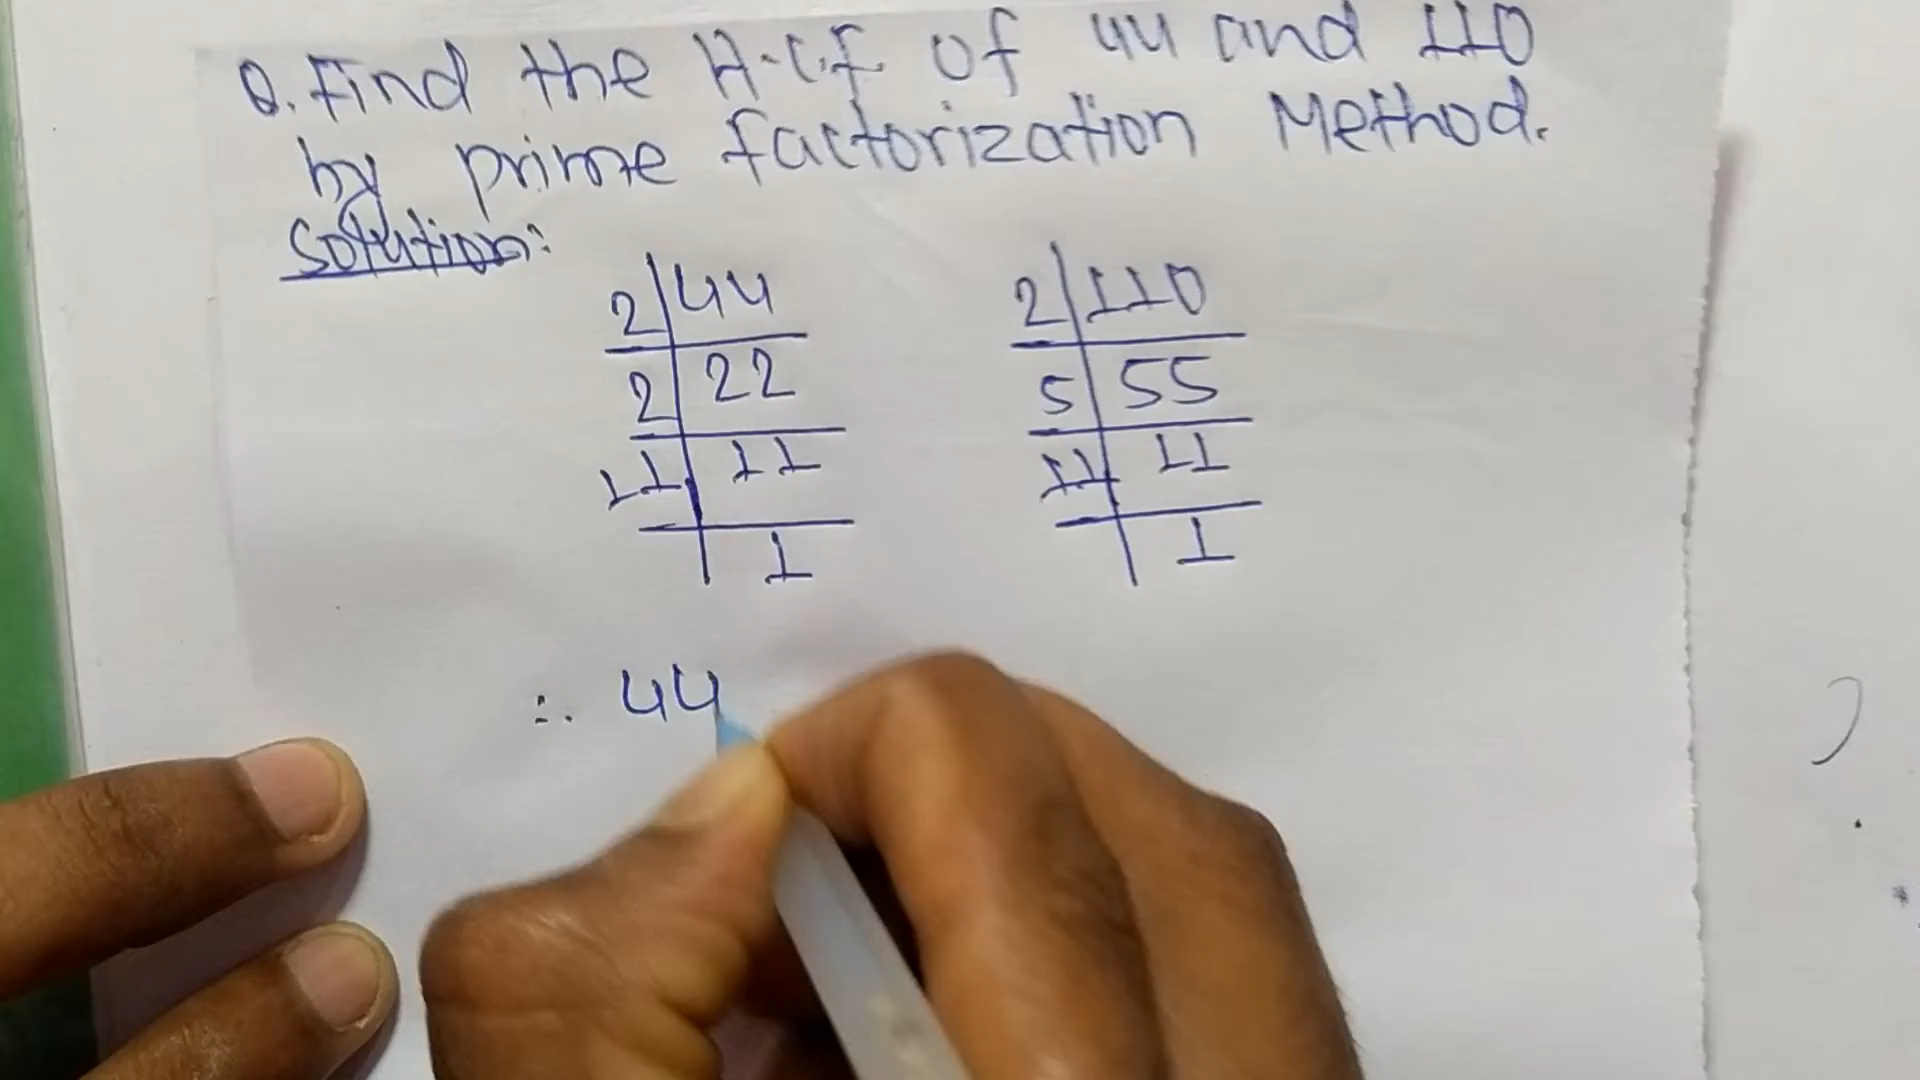 Q. Find the H.C.F. of 44 and 110
by prime factorization Method.
Solution:
2 | 44
2 | 22
11 | 11
1
2 | 110
5 | 55
11 | 11
1
∴ 44